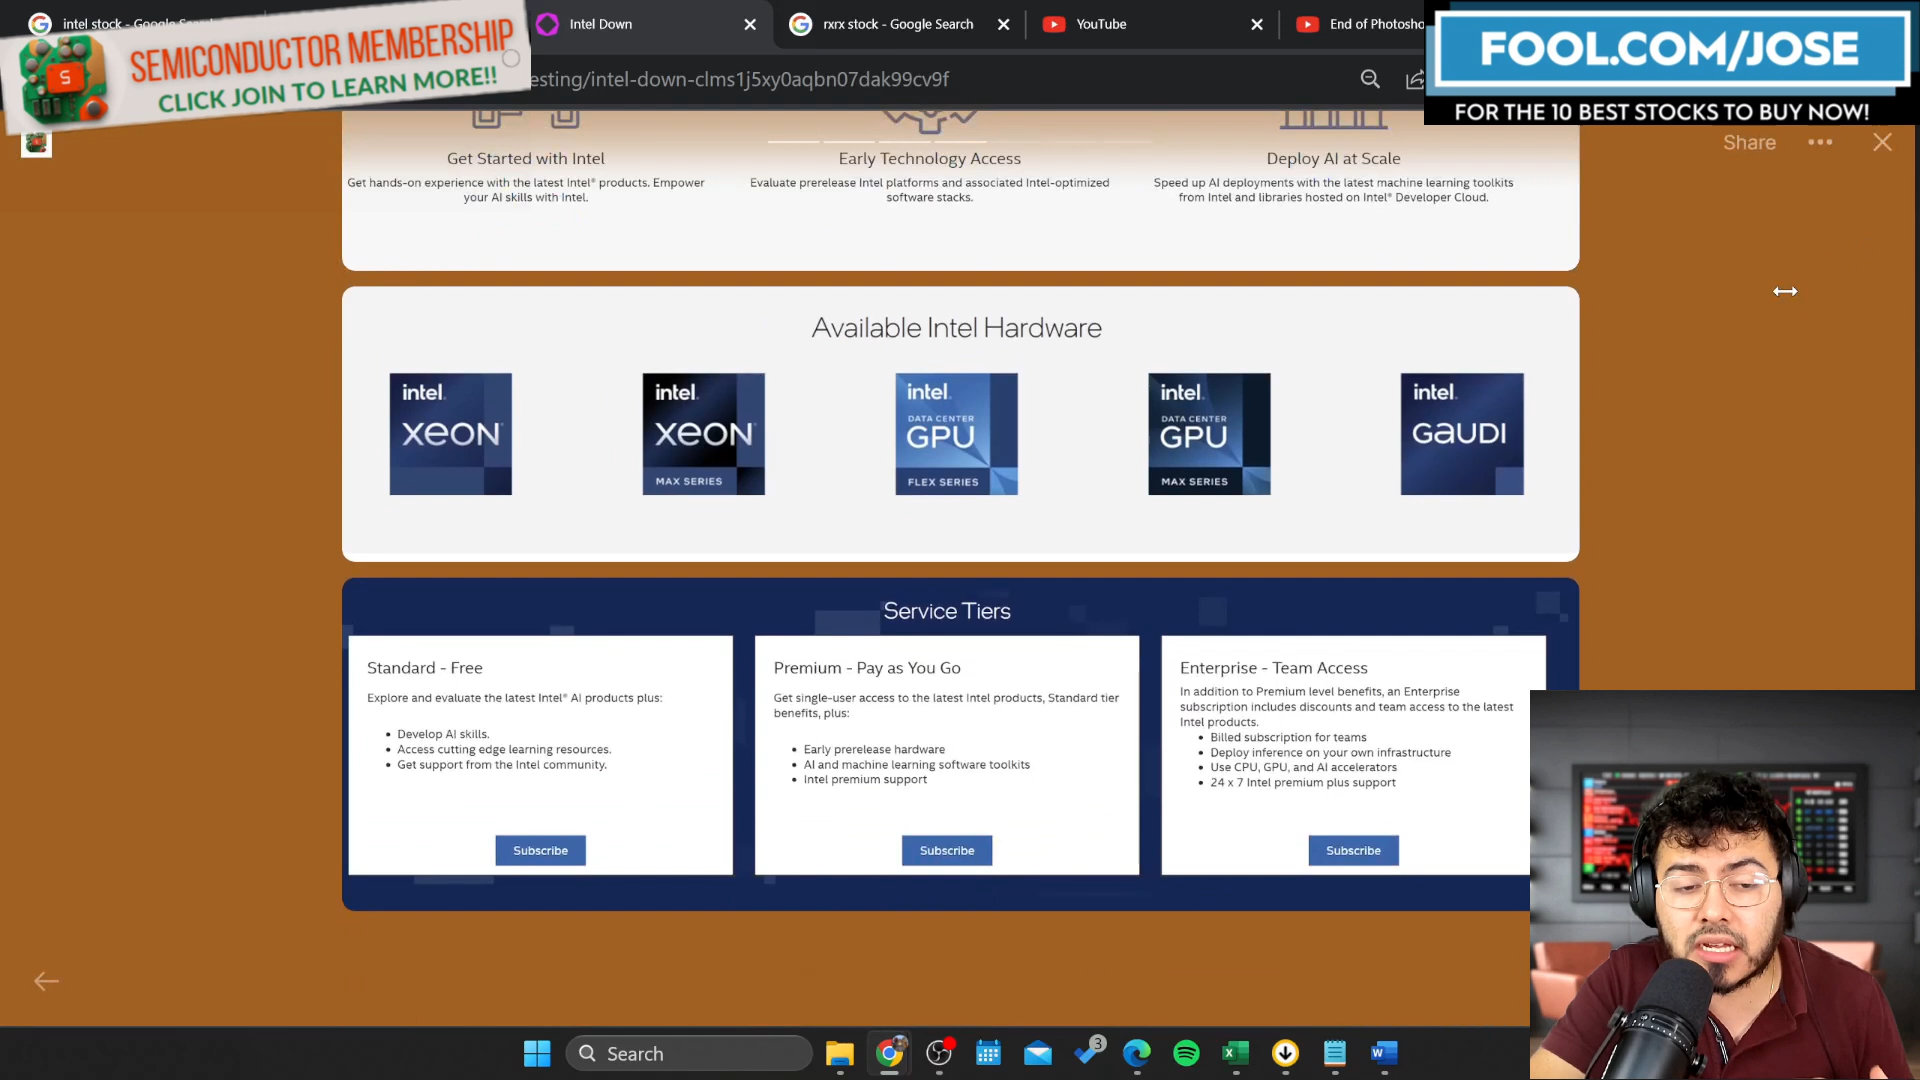 intel stock - Google Sear
Intel Down
rxrx stock - Google Search
YouTube
End of Photosho
SEMICONDUCTOR MEMBERSHIP
CLICK JOIN TO LEARN MORE!!
S
FOOL.COM/JOSE
FOR THE 10 BEST STOCKS TO BUY NOW!
esting/intel-down-clms1j5xy0aqbn07dak99cv9f
Share
Get Started with Intel
Get hands-on experience with the latest Intel® products. Empower
your AI skills with Intel.
Early Technology Access
Evaluate prerelease Intel platforms and associated Intel-optimized
software stacks.
Deploy AI at Scale
Speed up AI deployments with the latest machine learning toolkits
from Intel and libraries hosted on Intel® Developer Cloud.
Available Intel Hardware
intel.
xeon
intel.
xeon
MAX SERIES
intel.
DATA CENTER
GPU
FLEX SERIES
intel.
DATA CENTER
GPU
MAX SERIES
intel.
GAUDI
Service Tiers
Standard - Free
Explore and evaluate the latest Intel® AI products plus:
• Develop AI skills.
• Access cutting edge learning resources.
• Get support from the Intel community.
Subscribe
Premium - Pay as You Go
Get single-user access to the latest Intel products, Standard tier
benefits, plus:
• Early prerelease hardware
• AI and machine learning software toolkits
• Intel premium support
Subscribe
Enterprise - Team Access
In addition to Premium level benefits, an Enterprise
subscription includes discounts and team access to the latest
Intel products.
• Billed subscription for teams
• Deploy inference on your own infrastructure
• Use CPU, GPU, and AI accelerators
• 24 x 7 Intel premium plus support
Subscribe
Search
3